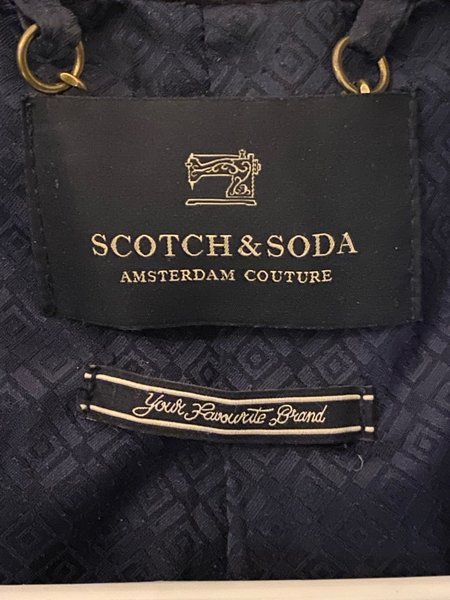 SCOTCH & SODA
AMSTERDAM COUTURE
Your Favourite Brand